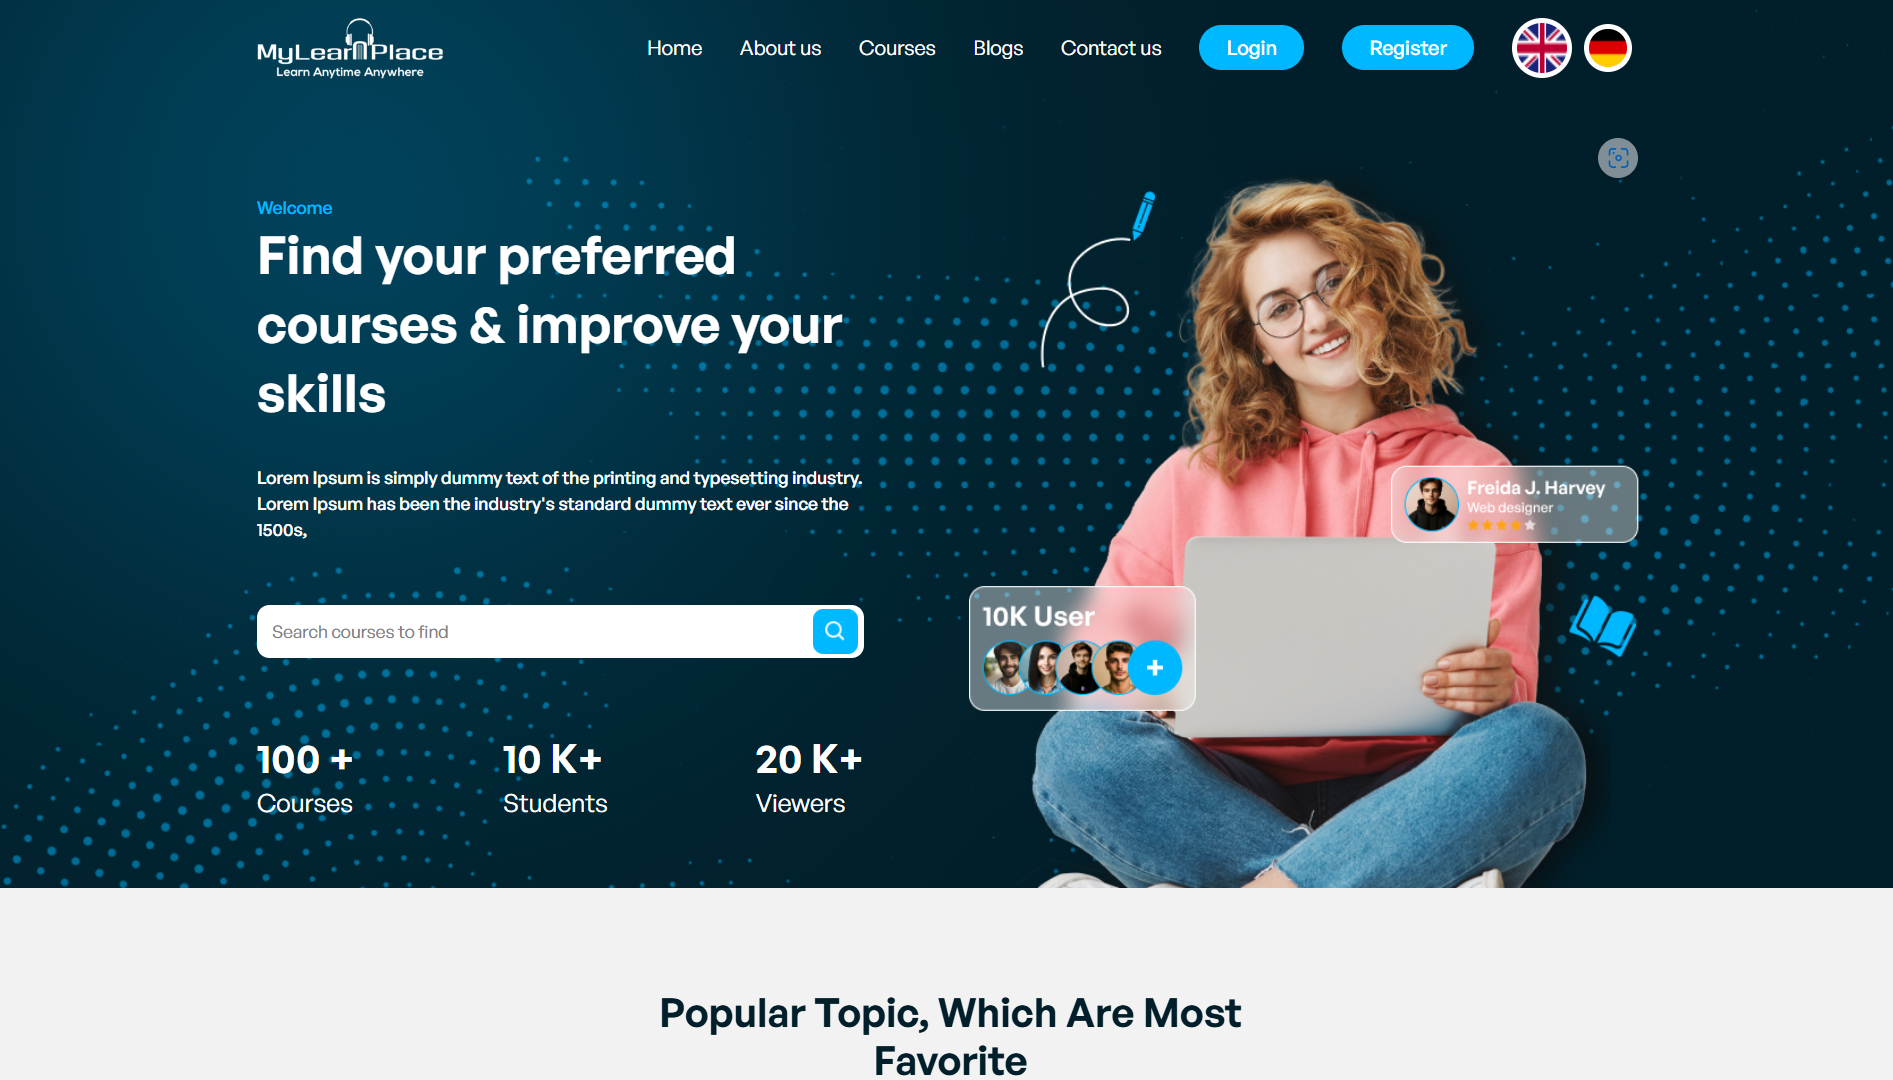 MyLearnPlace
Learn Anytime Anywhere
Home About us Courses Blogs Contact us Login Register
Welcome
Find your preferred
courses & improve your
skills
Lorem Ipsum is simply dummy text of the printing and typesetting industry.
Lorem Ipsum has been the industry's standard dummy text ever since the
1500s,
Search courses to find
100 + 10 K+ 20 K+
Courses Students Viewers
Freida J. Harvey
Web designer
10K User
Popular Topic, Which Are Most
Favorite